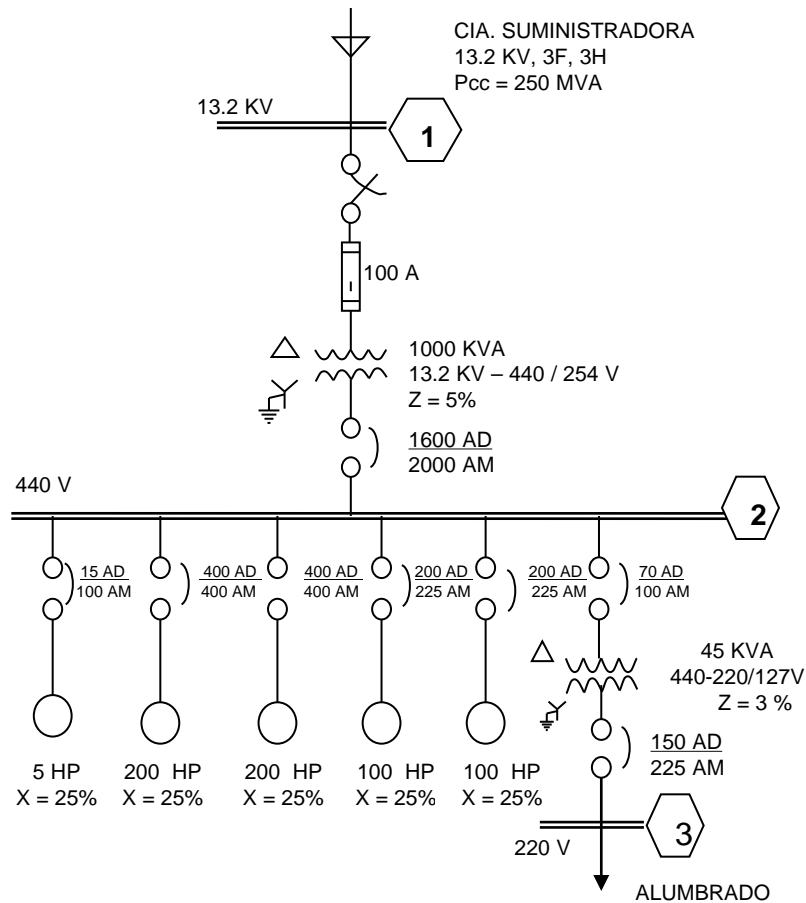 CIA. SUMINISTRADORA
13.2 KV, 3F, 3H
Pcc = 250 MVA
13.2 KV
1
100 A
1000 KVA
13.2 KV – 440 / 254 V
Z = 5%
1600 AD
2000 AM
440 V
2
15 AD
100 AM
400 AD
400 AM
400 AD
400 AM
200 AD
225 AM
200 AD
225 AM
70 AD
100 AM
45 KVA
440-220/127V
Z = 3 %
150 AD
225 AM
5 HP
X = 25%
200 HP
X = 25%
200 HP
X = 25%
100 HP
X = 25%
100 HP
X = 25%
3
220 V
ALUMBRADO